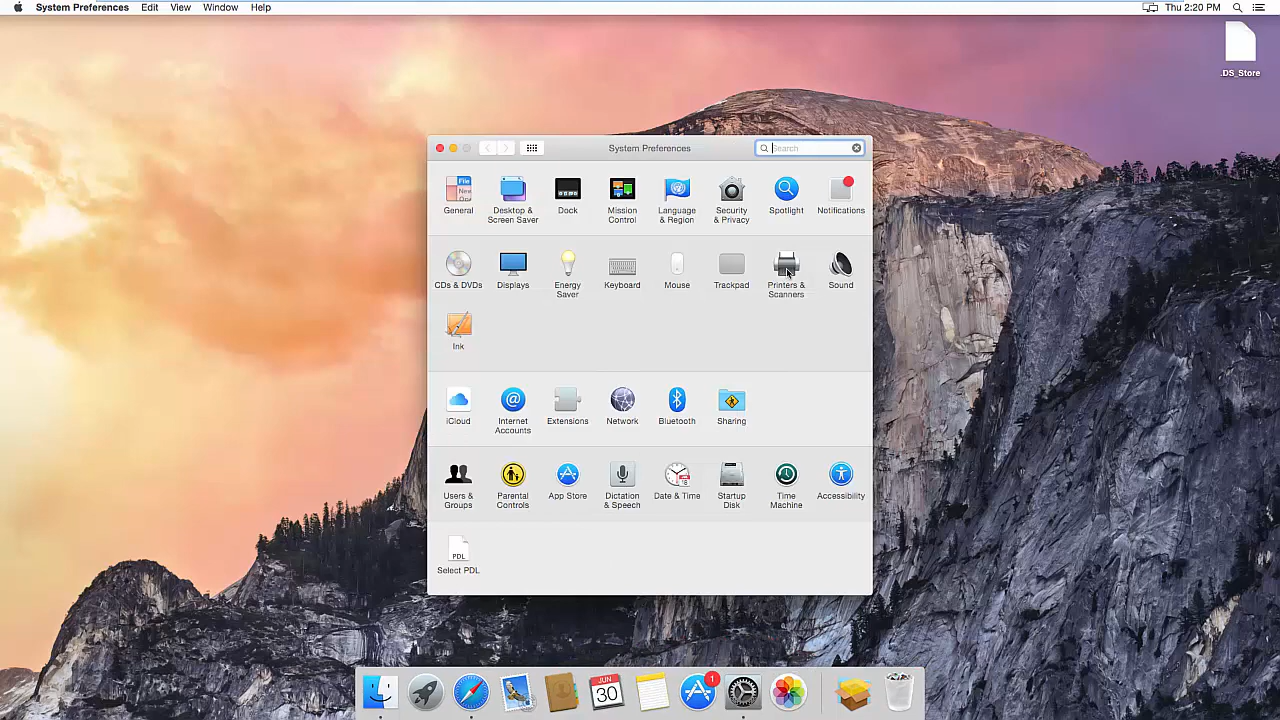 System Preferences Edit View Window Help Thu 2:20 PM
.DS_Store
System Preferences
Search
General
Desktop &
Screen Saver
Dock
Mission
Control
Language
& Region
Security
& Privacy
Spotlight
Notifications
CDs & DVDs
Displays
Energy
Saver
Keyboard
Mouse
Trackpad
Printers &
Scanners
Sound
Ink
iCloud
Internet
Accounts
Extensions
Network
Bluetooth
Sharing
Users &
Groups
Parental
Controls
App Store
Dictation
& Speech
Date & Time
Startup
Disk
Time
Machine
Accessibility
PDL
Select PDL
JUN
30
1